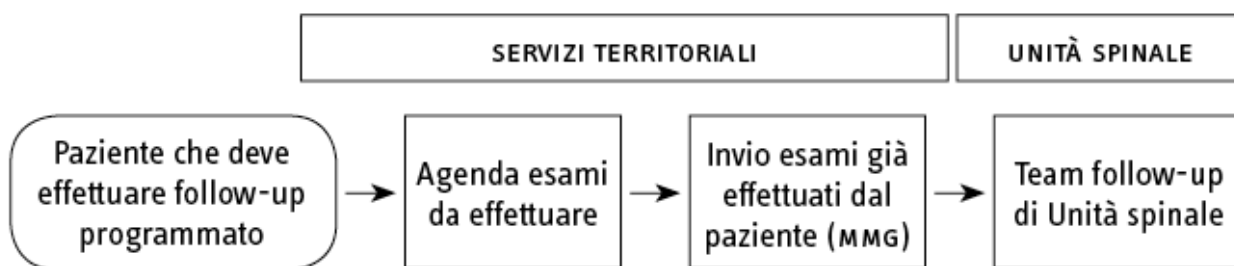 SERVIZI TERRITORIALI
UNITÀ SPINALE
Paziente che deve
effettuare follow-up
programmato
Agenda esami
da effettuare
Invio esami già
effettuati dal
paziente (MMG)
Team follow-up
di Unità spinale